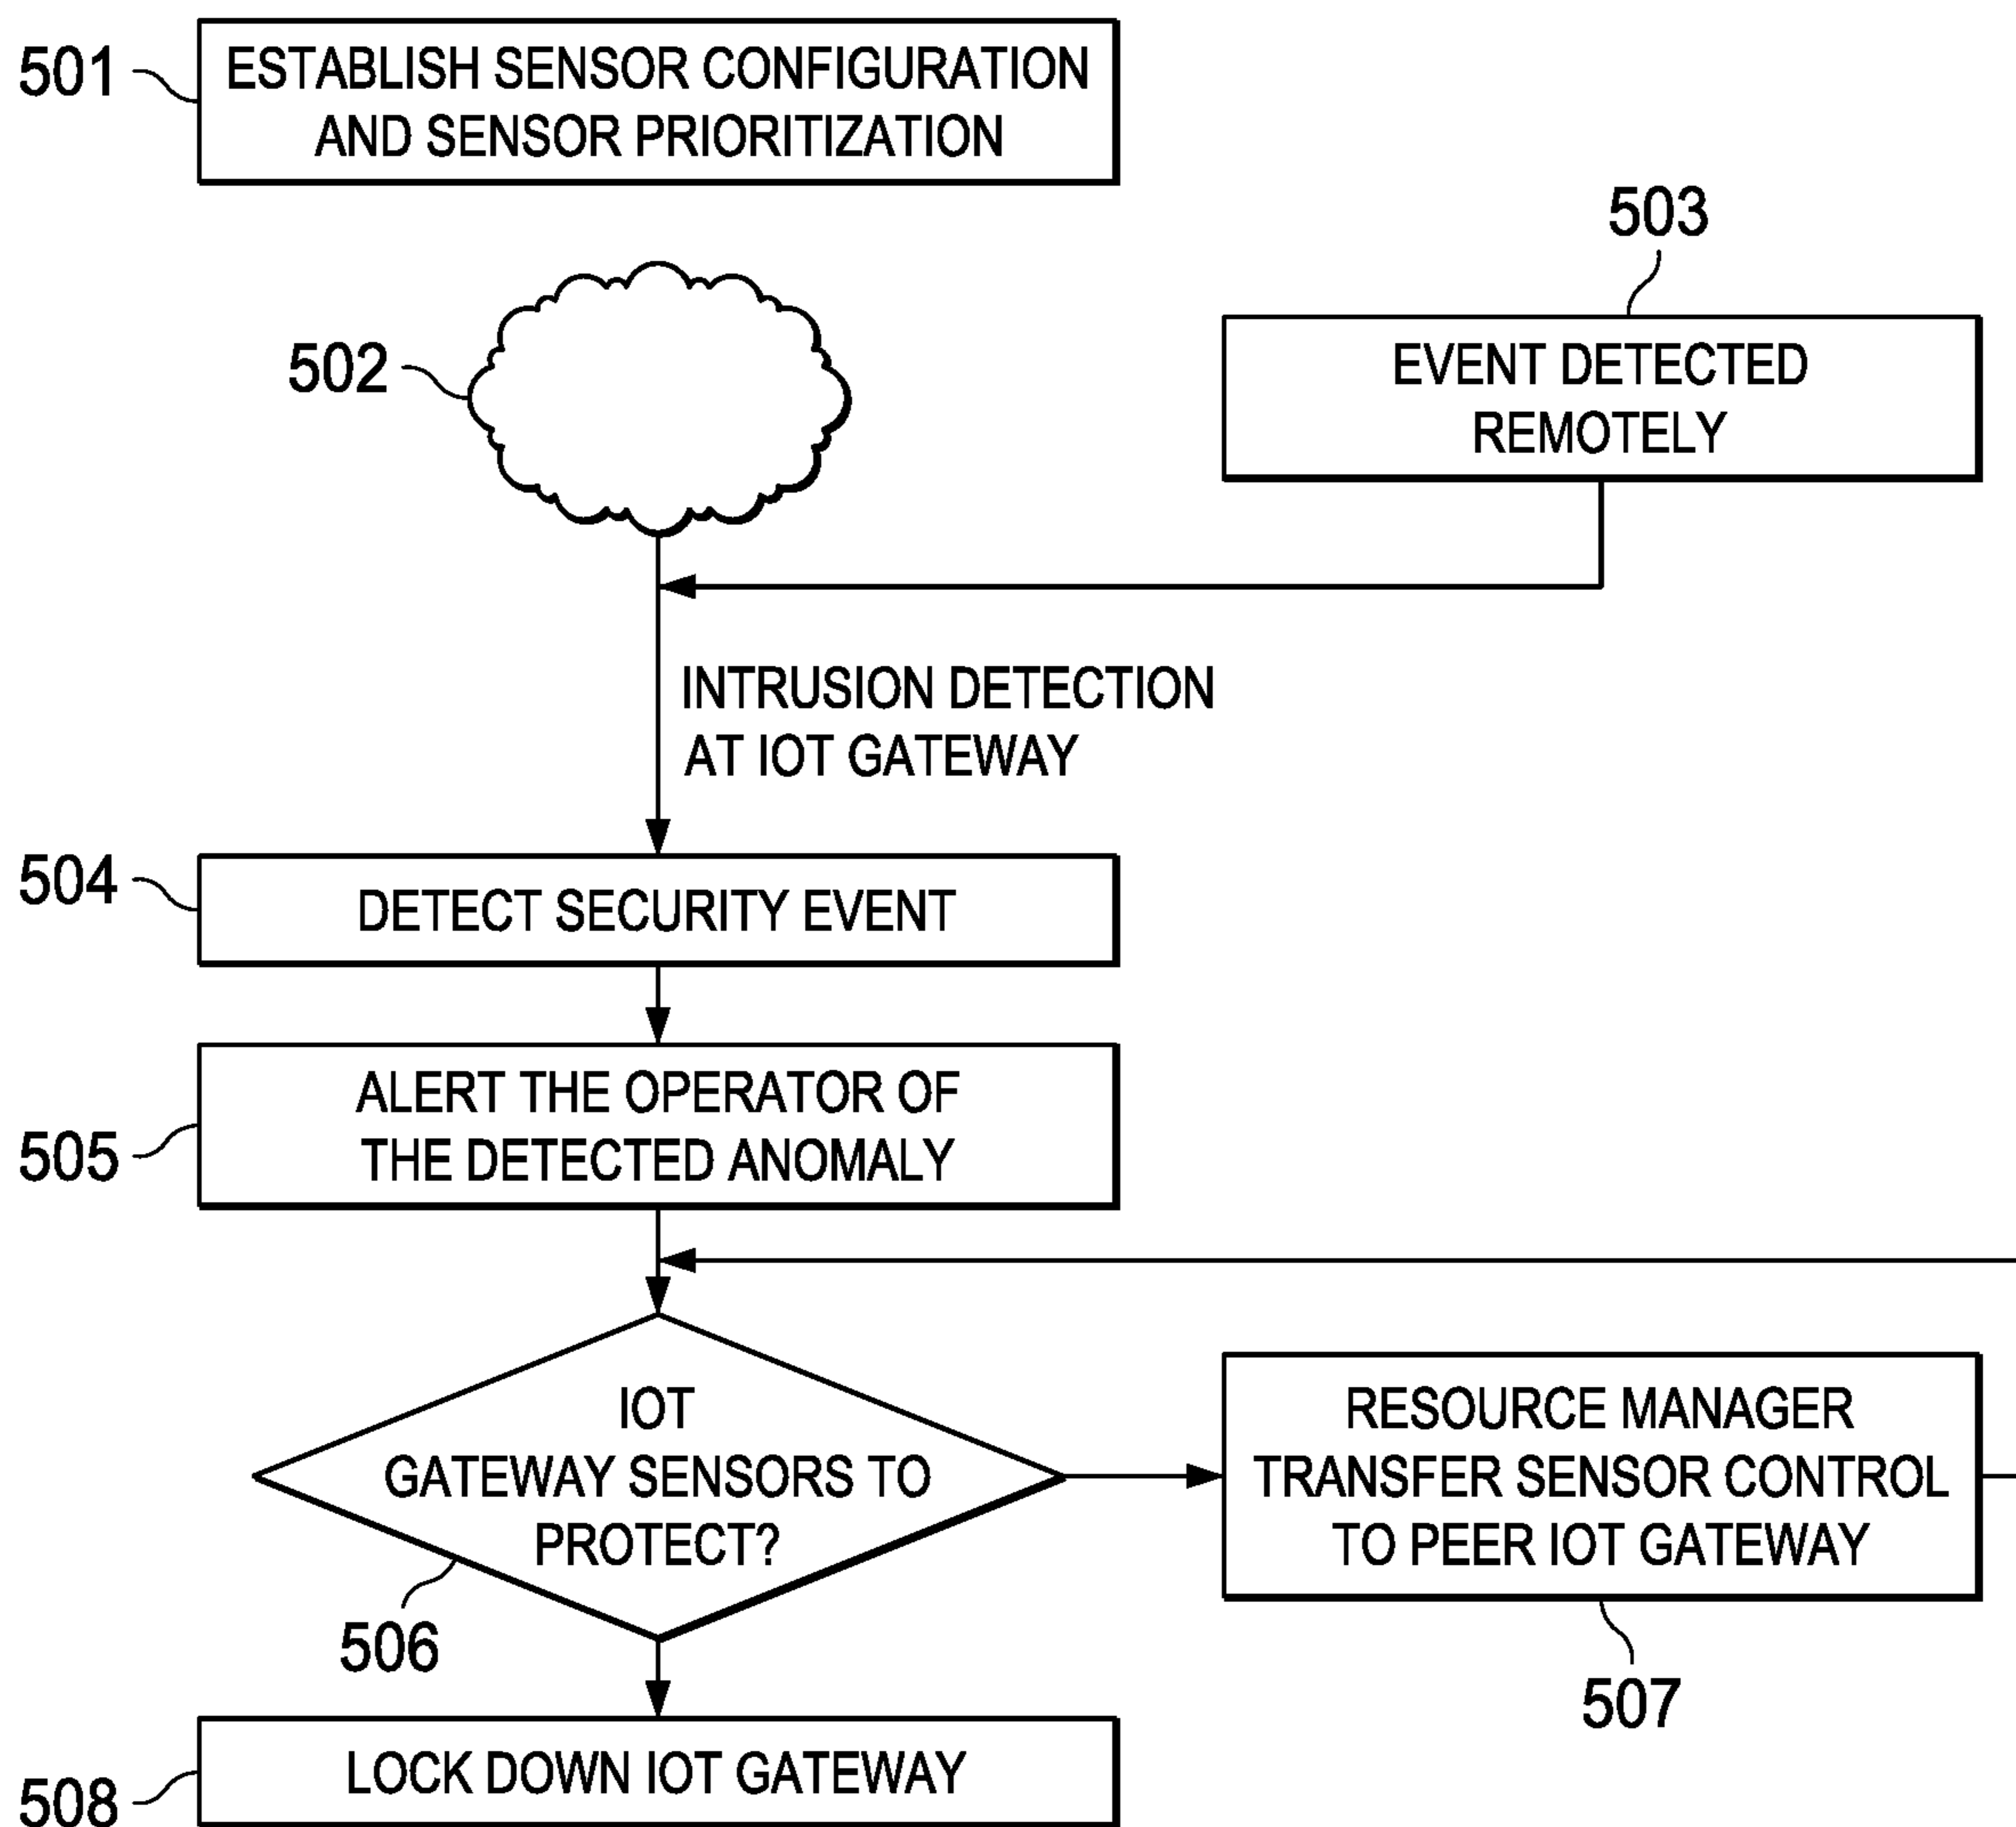 501
ESTABLISH SENSOR CONFIGURATION
AND SENSOR PRIORITIZATION
503
502
EVENT DETECTED
REMOTELY
INTRUSION DETECTION
AT IOT GATEWAY
504
DETECT SECURITY EVENT
505
ALERT THE OPERATOR OF
THE DETECTED ANOMALY
IOT
GATEWAY SENSORS TO
PROTECT?
506
RESOURCE MANAGER
TRANSFER SENSOR CONTROL
TO PEER IOT GATEWAY
507
508
LOCK DOWN IOT GATEWAY